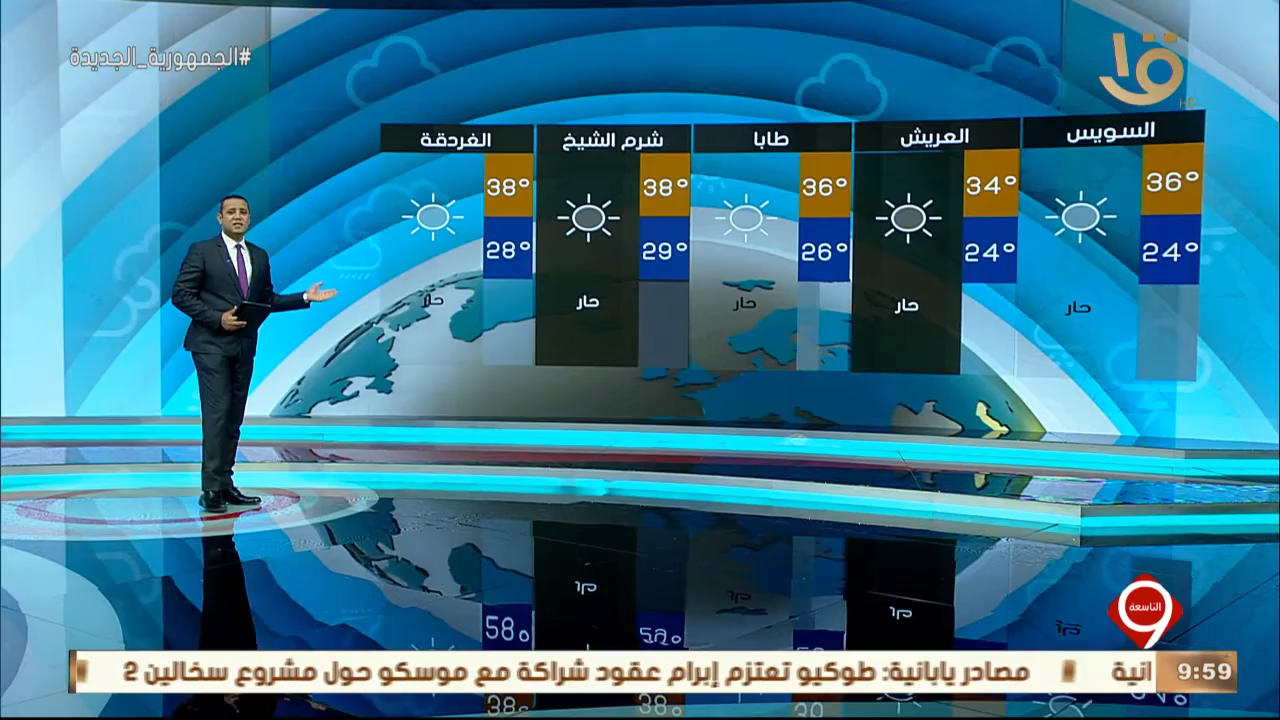 #الجمهورية_الجديدة
السويس
العريش
طابا
شرم الشيخ
الغردقة
36°
34°
36°
38°
38°
24°
24°
26°
29°
28°
حار
حار
حار
حار
حار
التاسعة
9
9:59
انية
مصادر يابانية: طوكيو تعتزم إبرام عقود شراكة مع موسكو حول مشروع سخالين 2